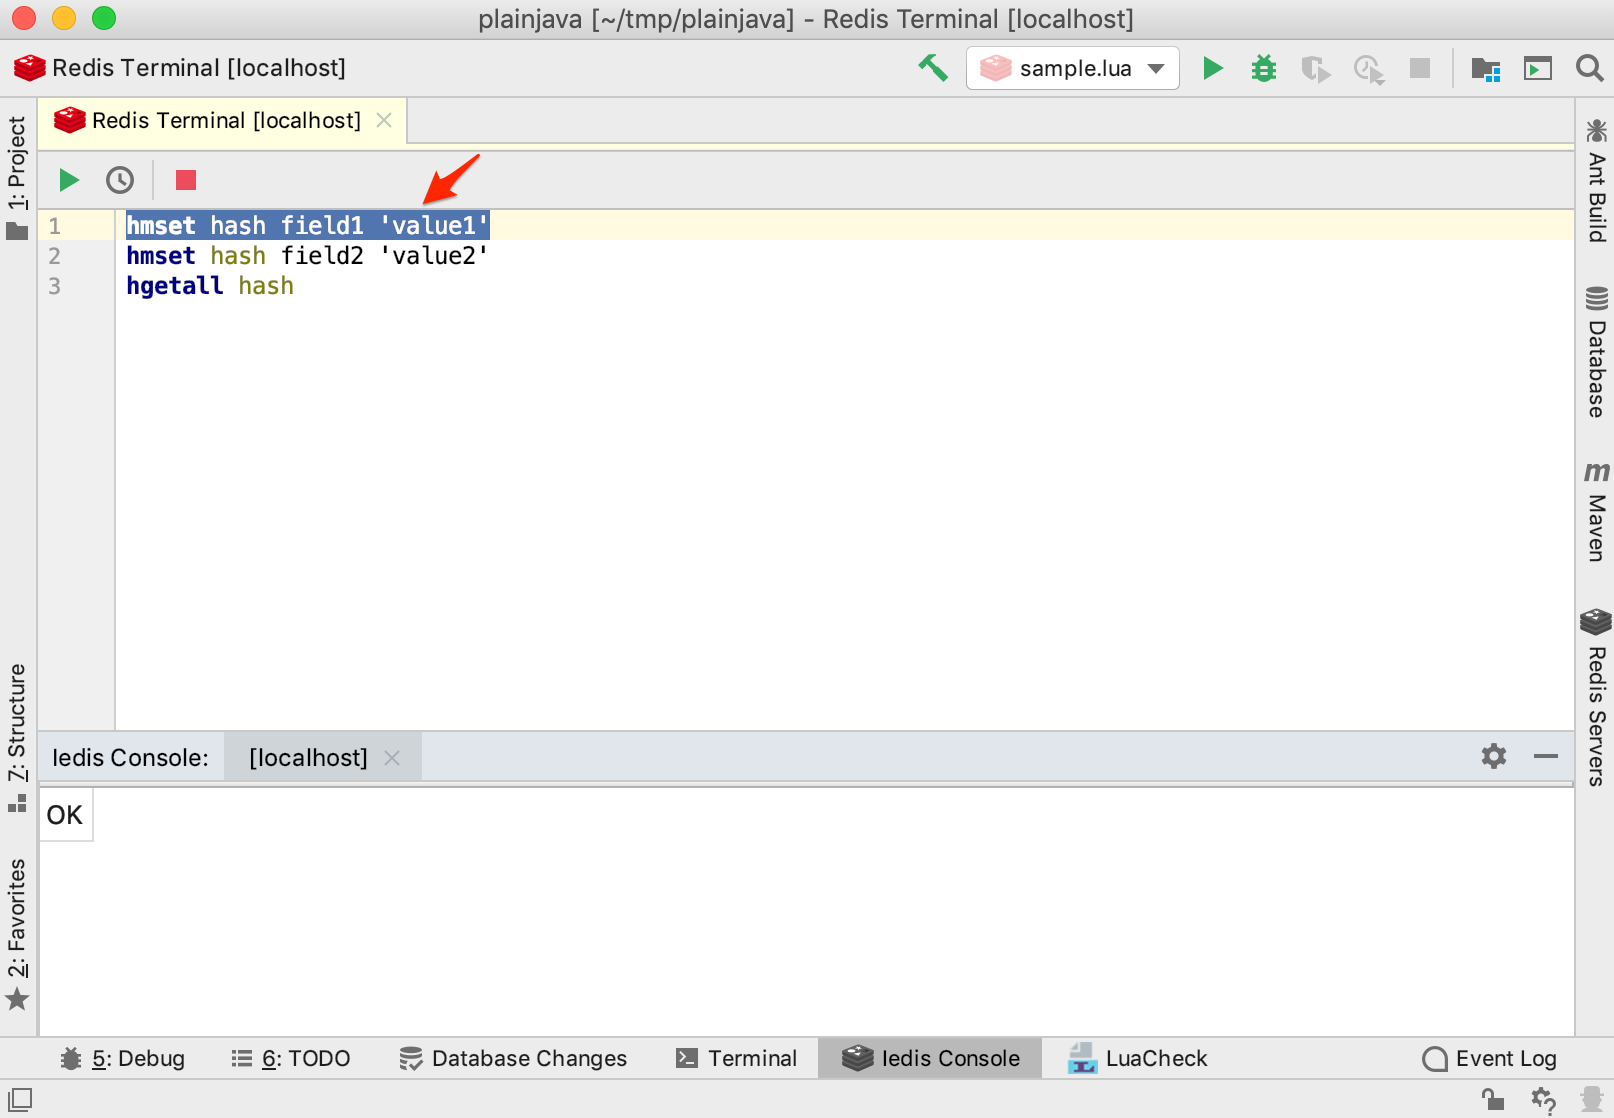 plainjava [~/tmp/plainjava] - Redis Terminal [localhost]
Redis Terminal [localhost]
sample.lua
Redis Terminal [localhost]
1: Project
1 hmset hash field1 'value1'
2 hmset hash field2 'value2'
3 hgetall hash
Ant Build
Database
m
Maven
Redis Servers
7: Structure
2: Favorites
Iedis Console: [localhost]
OK
5: Debug
6: TODO
Database Changes
Terminal
Iedis Console
L
LuaCheck
Event Log